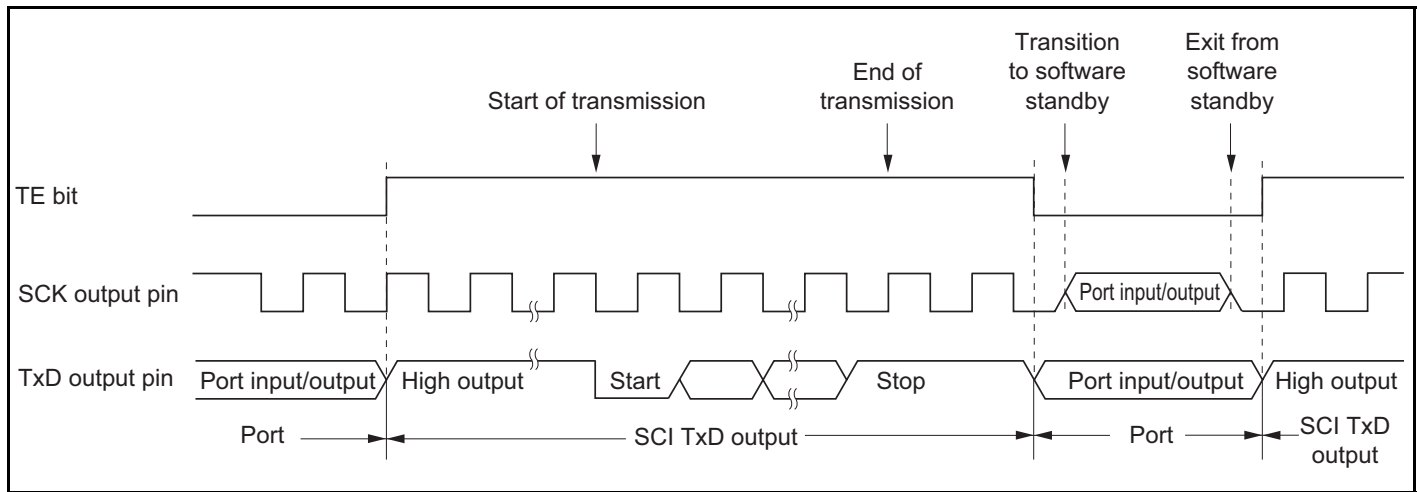 Start of transmission
End of
transmission
Transition
to software
standby
Exit from
software
standby
TE bit
SCK output pin
Port input/output
TxD output pin
Port input/output
High output
Start
Stop
Port input/output
High output
Port
SCI TxD output
Port
SCI TxD
output